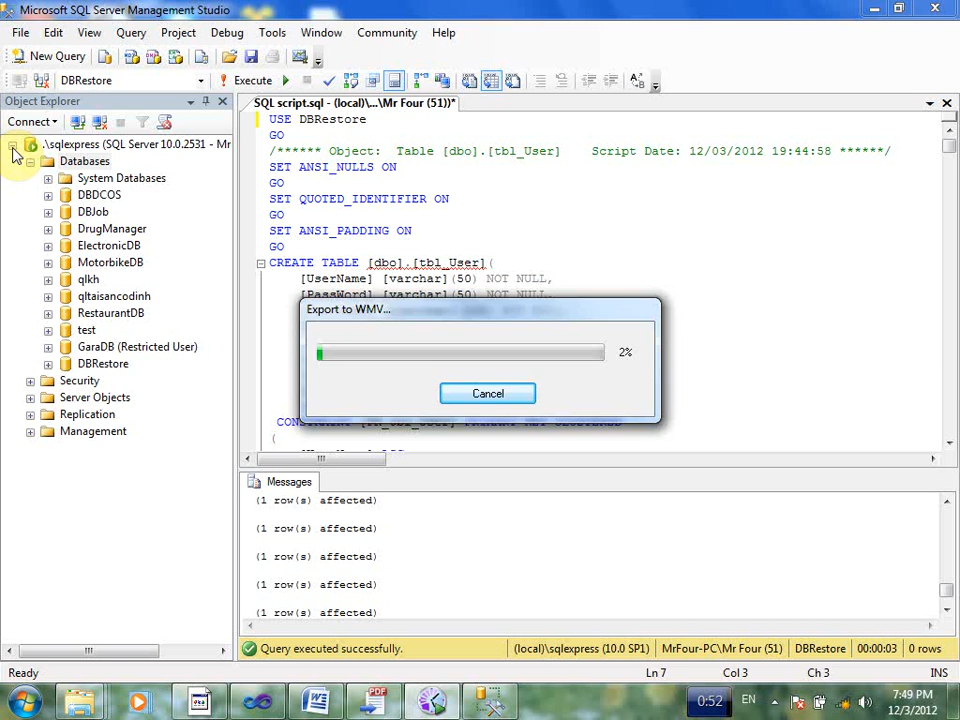 Microsoft SQL Server Management Studio
File Edit View Query Project Debug Tools Window Community Help
New Query
DBRestore Execute
Object Explorer
Connect
.\sqlexpress (SQL Server 10.0.2531 - Mr
Databases
System Databases
DBDCOS
DBJob
DrugManager
ElectronicDB
MotorbikeDB
qlkh
qltaisancodinh
RestaurantDB
test
GaraDB (Restricted User)
DBRestore
Security
Server Objects
Replication
Management
SQL script.sql - (local)\...\Mr Four (51))*
USE DBRestore
GO
/****** Object: Table [dbo].[tbl_User] Script Date: 12/03/2012 19:44:58 ******/
SET ANSI_NULLS ON
GO
SET QUOTED_IDENTIFIER ON
GO
SET ANSI_PADDING ON
GO
CREATE TABLE [dbo].[tbl_User](
[UserName] [varchar](50) NOT NULL,
[PassWord] [varchar](50) NOT NULL,
Export to WMV...
2%
Cancel
(
Messages
(1 row(s) affected)
(1 row(s) affected)
(1 row(s) affected)
(1 row(s) affected)
(1 row(s) affected)
Query executed successfully. (local)\sqlexpress (10.0 SP1) MrFour-PC\Mr Four (51) DBRestore 00:00:03 0 rows
Ready Ln 7 Col 3 Ch 3 INS
PDF
0:52 EN 7:49 PM
12/3/2012